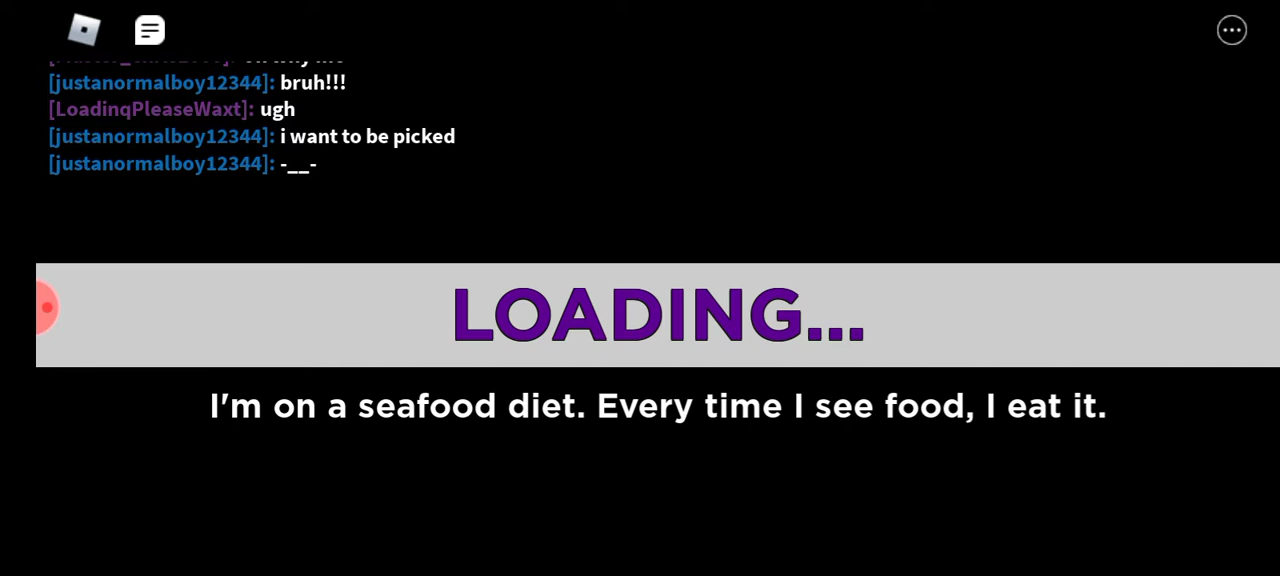 [justanormalboy12344]: bruh!!!
[LoadinqPleaseWaxt]: ugh
[justanormalboy12344]: i want to be picked
[justanormalboy12344]: -__-
LOADING...
I'm on a seafood diet. Every time I see food, I eat it.